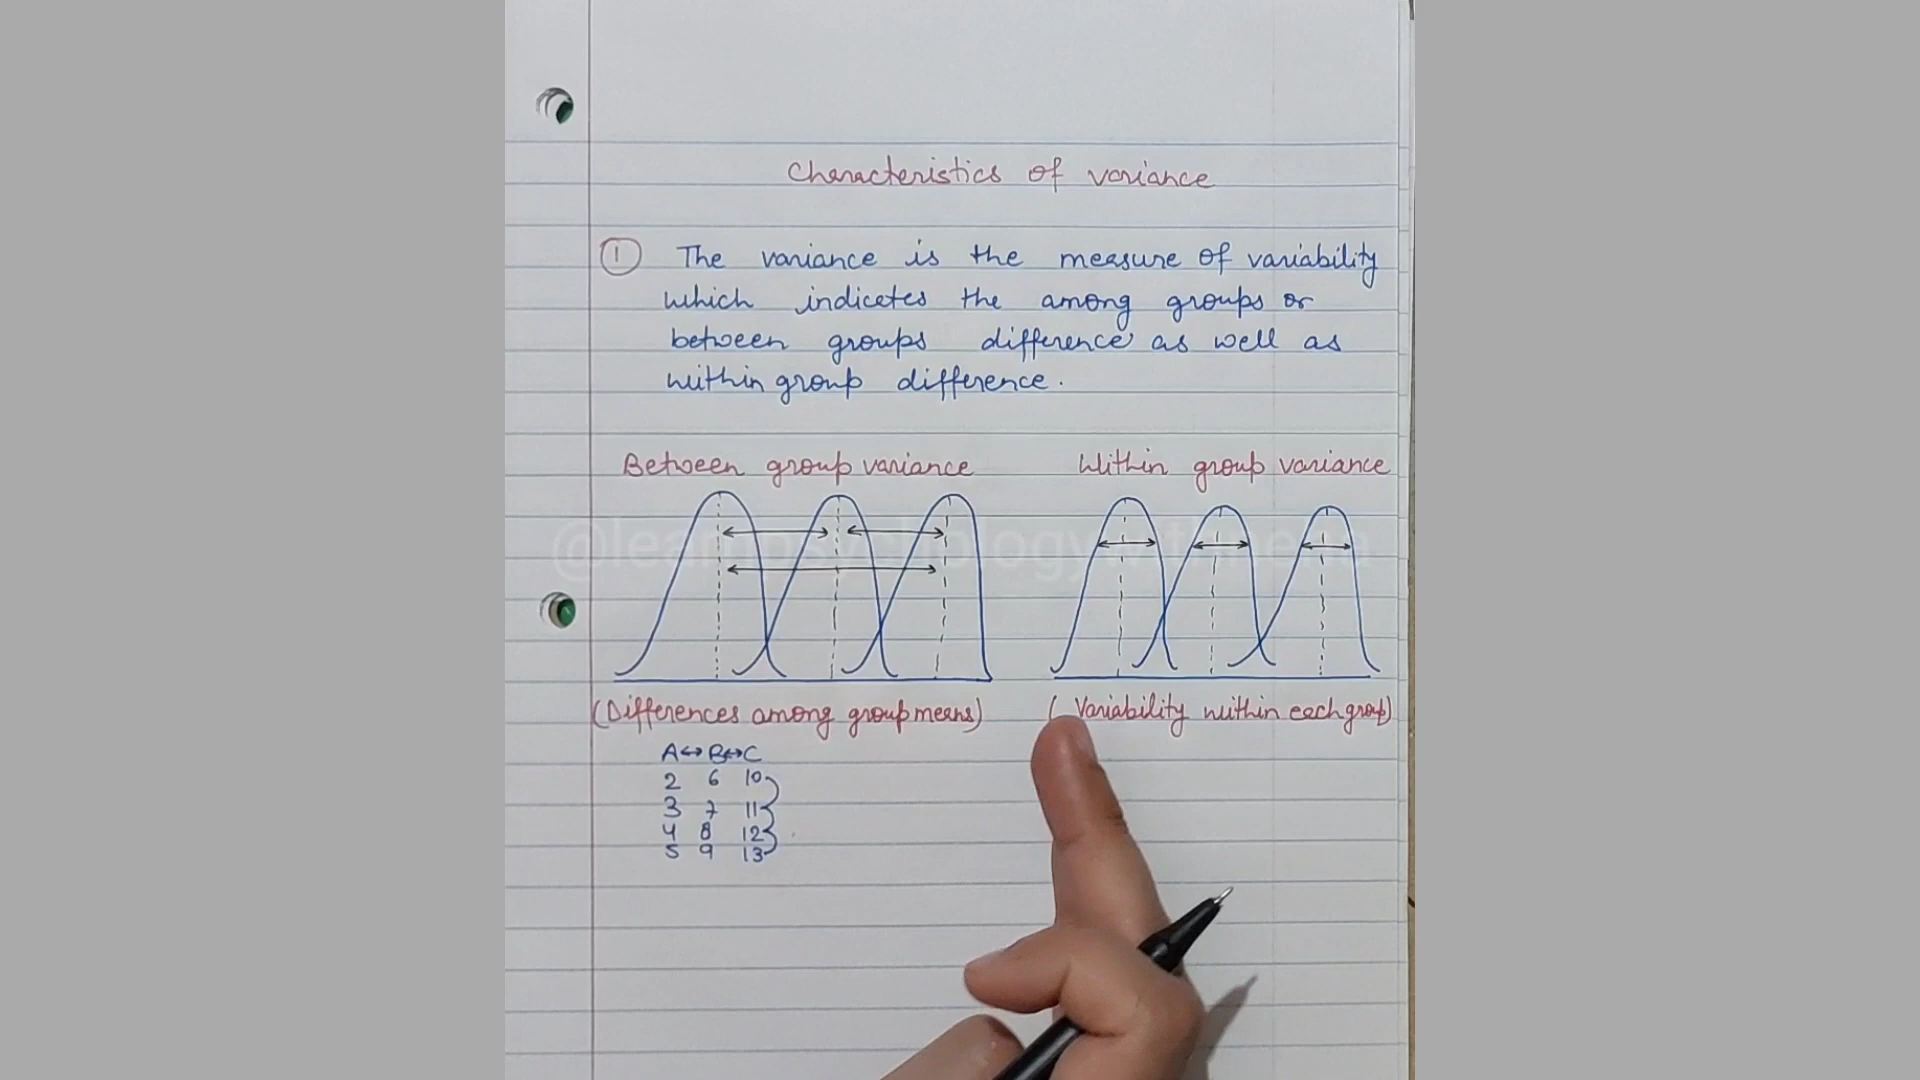 Characteristics of variance
1 The variance is the measure of variability
which indicetes the among groups or
between groups difference as well as
within group difference.
Between group variance Within group variance
@learnpsychologywithneha
(Differences among group means) (Variability within each group)
A↔B↔C
2 6 10
3 7 11
4 8 12
5 9 13